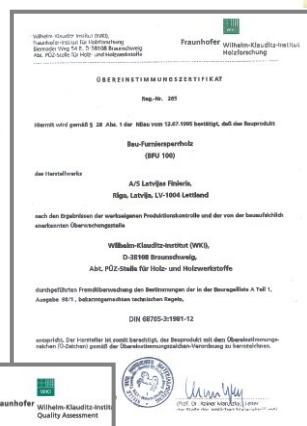 Wilhelm-Klauditz Institut (WKI),
Fraunhofer-Institut für Holzforschung
Bienroder Weg 54 E, D-38108 Braunschweig
Abt. PÜZ-Stelle für Holz- und Holzwerkstoffe
Fraunhofer Wilhelm-Klauditz-Institut
Holzforschung
ÜBEREINSTIMMUNGSZERTIFIKAT
Reg.-Nr. 265
Hiermit wird gemäß § 28 Abs. 1 der NBau vom 13.07.1995 bestätigt, daß der Bauprodukt
Bau-Furniersperrholz
(BFU 100)
des Herstellwerks
A/S Latvijas Finieris,
Riga, Latvija, LV-1004 Lettland
nach den Ergebnissen der werkseigenen Produktionskontrolle und der von der bauaufsichtlich
anerkannten Überwachungsstelle
Wilhelm-Klauditz-Institut (WKI),
D-38108 Braunschweig,
Abt. PÜZ-Stelle für Holz- und Holzwerkstoffe
durchgeführten Fremdüberwachung den Bestimmungen der in der Bauregelliste A Teil 1,
Ausgabe 98/1, bekanntgemachten technischen Regeln,
DIN 68705-3:1981-12
entspricht. Der Hersteller ist somit berechtigt, das Bauprodukt mit dem Übereinstimmungs-
zeichen (Ü-Zeichen) gemäß der Übereinstimmungszeichen-Verordnung zu kennzeichnen.
WKI
aunhofer Wilhelm-Klauditz-Instit
Quality Assessment